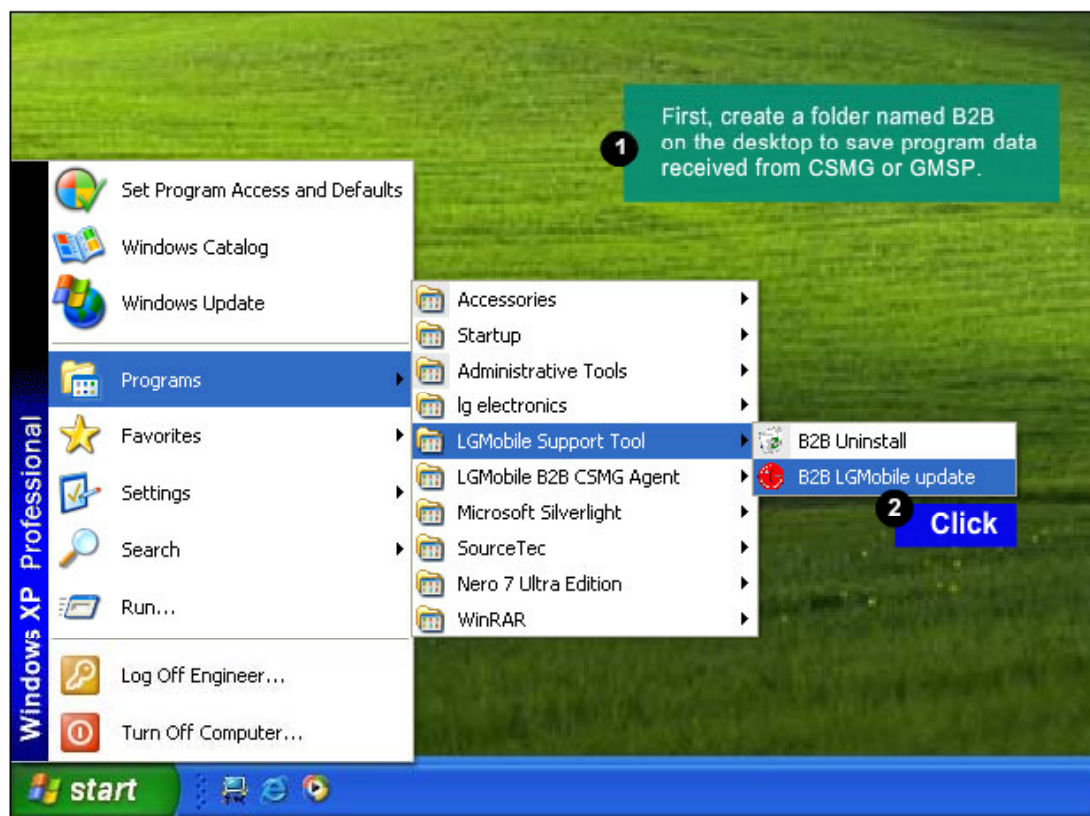 1
First, create a folder named B2B
on the desktop to save program data
received from CSMG or GMSP.
Windows XP Professional
Set Program Access and Defaults
Windows Catalog
Windows Update
Programs
Favorites
Settings
Search
Run...
Log Off Engineer...
Turn Off Computer...
Accessories
Startup
Administrative Tools
lg electronics
LGMobile Support Tool
LGMobile B2B CSMG Agent
Microsoft Silverlight
SourceTec
Nero 7 Ultra Edition
WinRAR
B2B Uninstall
B2B LGMobile update
2
Click
start